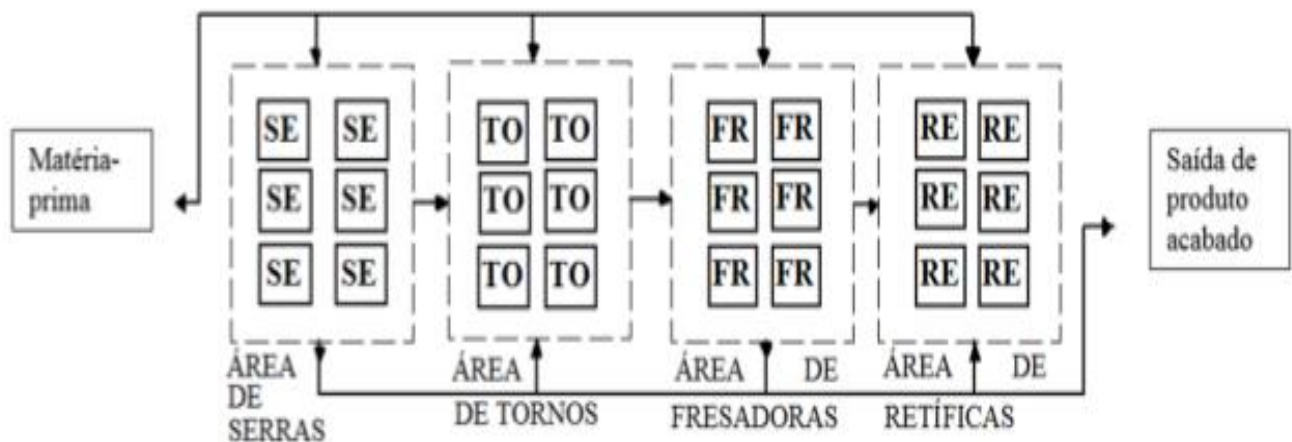 Matéria-
prima
SE SE
SE SE
SE SE
TO TO
TO TO
TO TO
FR FR
FR FR
FR FR
RE RE
RE RE
RE RE
Saída de
produto
acabado
ÁREA
DE
SERRAS
ÁREA
DE TORNOS
ÁREA DE
FRESADORAS
ÁREA DE
RETÍFICAS